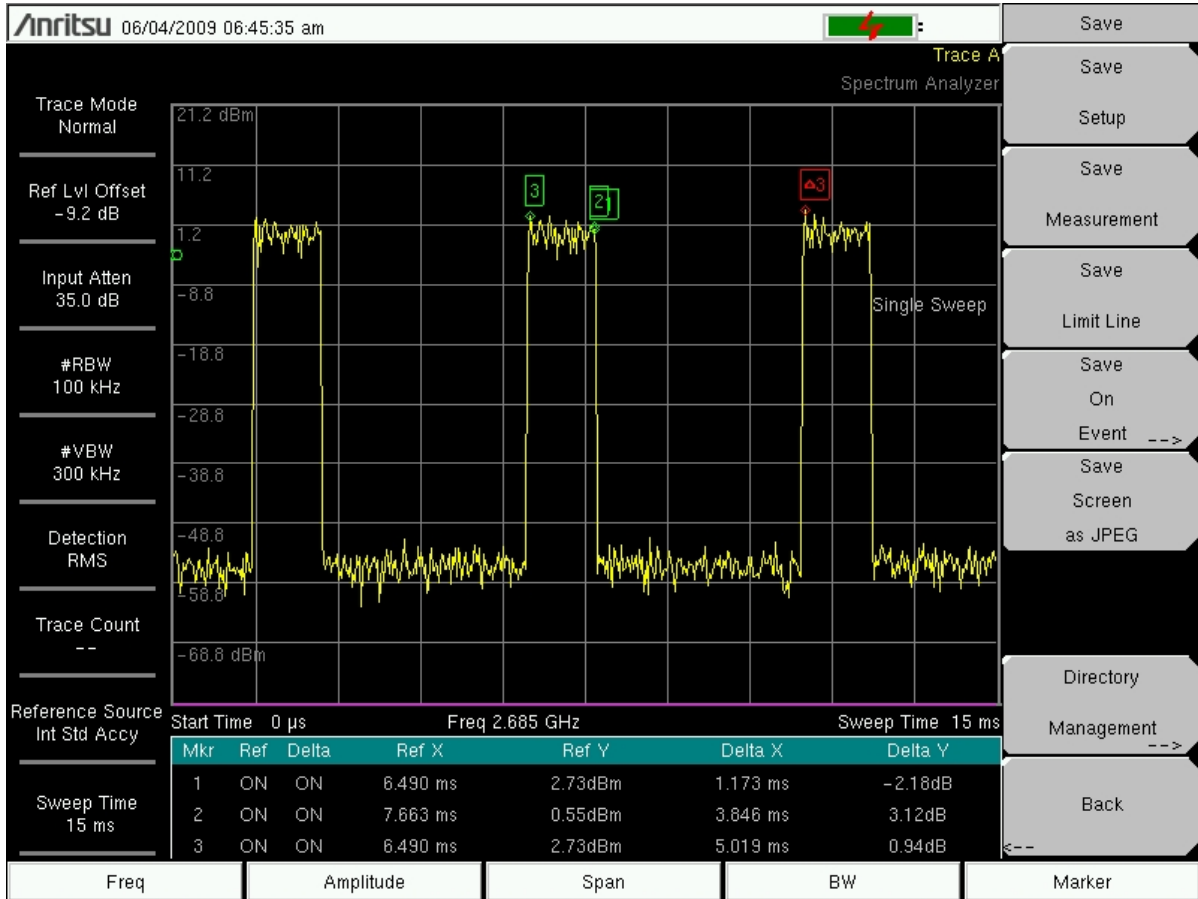 Anritsu 06/04/2009 06:45:35 am
Trace A
Spectrum Analyzer
Trace Mode
Normal
Ref Lvl Offset
-9.2 dB
Input Atten
35.0 dB
#RBW
100 kHz
#VBW
300 kHz
Detection
RMS
Trace Count
--
Reference Source
Int Std Accy
Sweep Time
15 ms
21.2 dBm
11.2
1.2
-8.8
-18.8
-28.8
-38.8
-48.8
-58.8
-68.8 dBm
3
2
1
Δ3
Single Sweep
Start Time 0 µs Freq 2.685 GHz Sweep Time 15 ms
Mkr Ref Delta Ref X Ref Y Delta X Delta Y
1 ON ON 6.490 ms 2.73dBm 1.173 ms -2.18dB
2 ON ON 7.663 ms 0.55dBm 3.846 ms 3.12dB
3 ON ON 6.490 ms 2.73dBm 5.019 ms 0.94dB
Save
Save
Setup
Save
Measurement
Save
Limit Line
Save
On
Event -->
Save
Screen
as JPEG
Directory
Management
-->
Back
<--
Freq Amplitude Span BW Marker